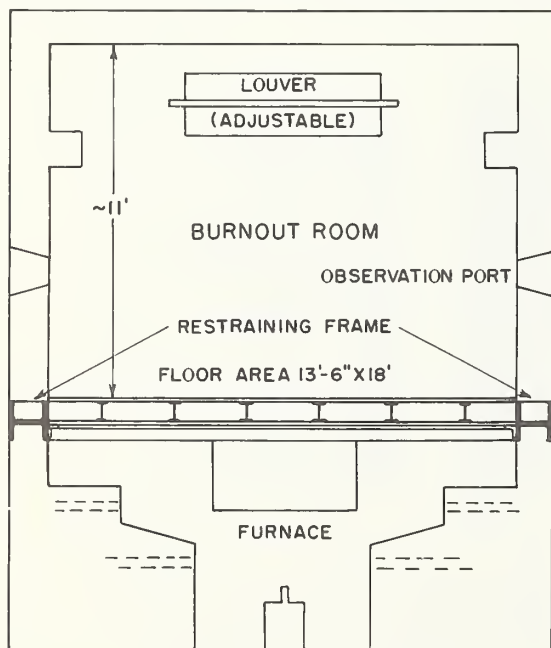 LOUVER
(ADJUSTABLE)
~11'
BURNOUT ROOM
OBSERVATION PORT
RESTRAINING FRAME
FLOOR AREA 13'-6"X18'
FURNACE